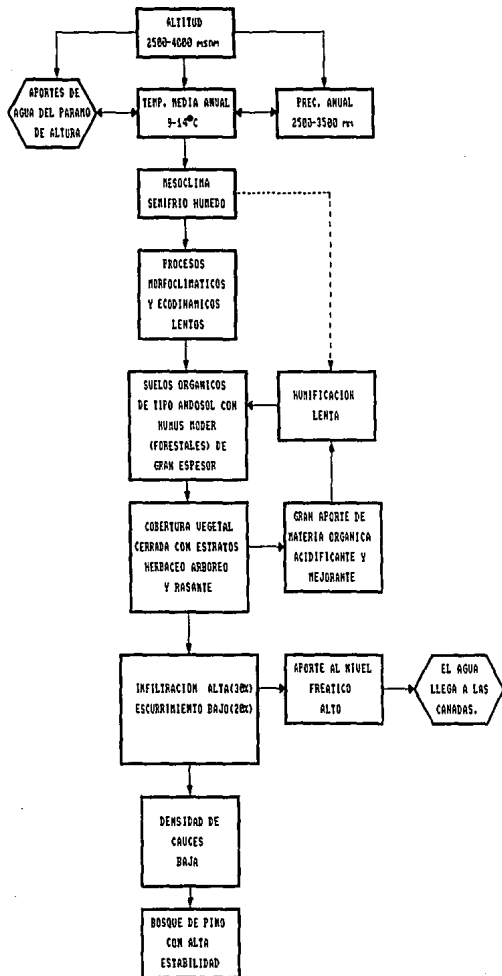 ALTITUD
2500-4000 msnm
APORTES DE
AGUA DEL PARAMO
DE ALTURA
TEMP. MEDIA ANUAL
9-14°C
PREC. ANUAL
2500-3500 mm
MESOCLIMA
SEMIFRIO HUMEDO
PROCESOS
MORFOCLIMATICOS
Y ECODINAMICOS
LENTOS
SUELOS ORGANICOS
DE TIPO ANDOSOL CON
HUMUS MODER
(FORESTALES) DE
GRAN ESPESOR
HUMIFICACION
LENTA
COBERTURA VEGETAL
CERRADA CON ESTRATOS
HERBACEO ARBOREO
Y RASANTE
GRAN APORTE DE
MATERIA ORGANICA
ACIDIFICANTE Y
MEJORANTE
INFILTRACION ALTA(30%)
ESCURRIMIENTO BAJO(20%)
APORTE AL NIVEL
FREATICO
ALTO
EL AGUA
LLEGA A LAS
CANADAS.
DENSIDAD DE
CAUCES
BAJA
BOSQUE DE PINO
CON ALTA
ESTABILIDAD